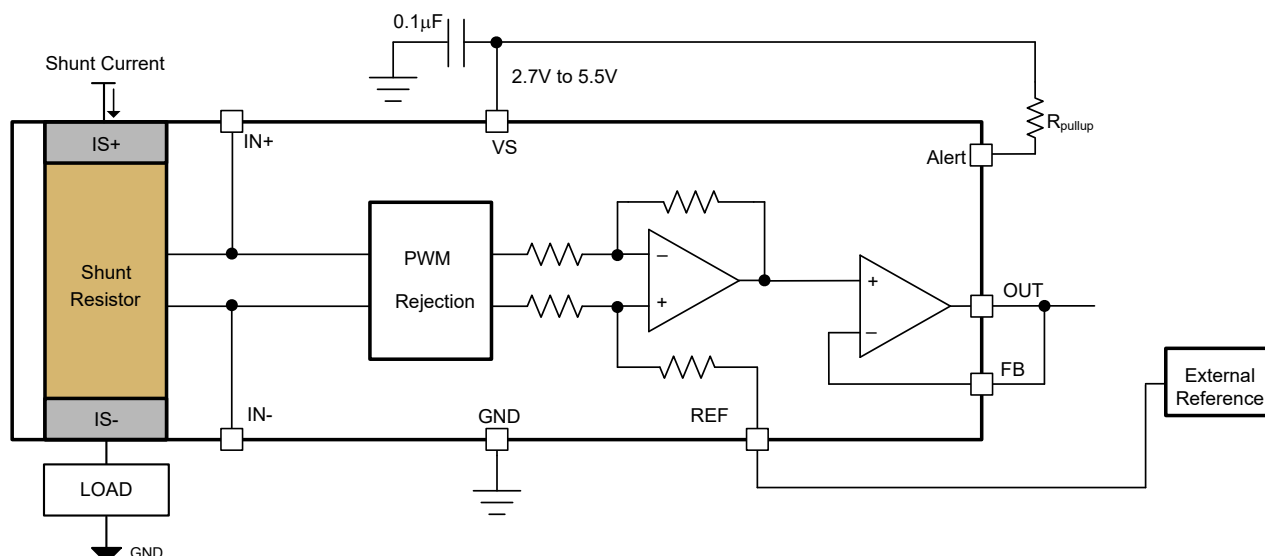 0.1µF
Shunt Current
2.7V to 5.5V
IS+
IN+
VS
R pullup
Alert
Shunt
Resistor
PWM
Rejection
−
+
+
−
OUT
FB
External
Reference
IS-
IN-
GND
REF
LOAD
GND